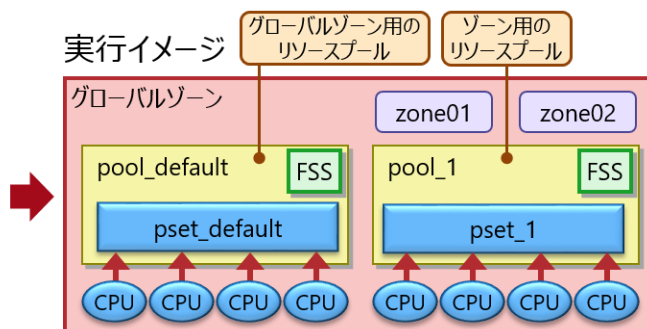 グローバルゾーン用の
リソースプール
ゾーン用の
リソースプール
実行イメージ
グローバルゾーン
zone01
zone02
pool_default
FSS
pool_1
FSS
pset_default
pset_1
CPU
CPU
CPU
CPU
CPU
CPU
CPU
CPU